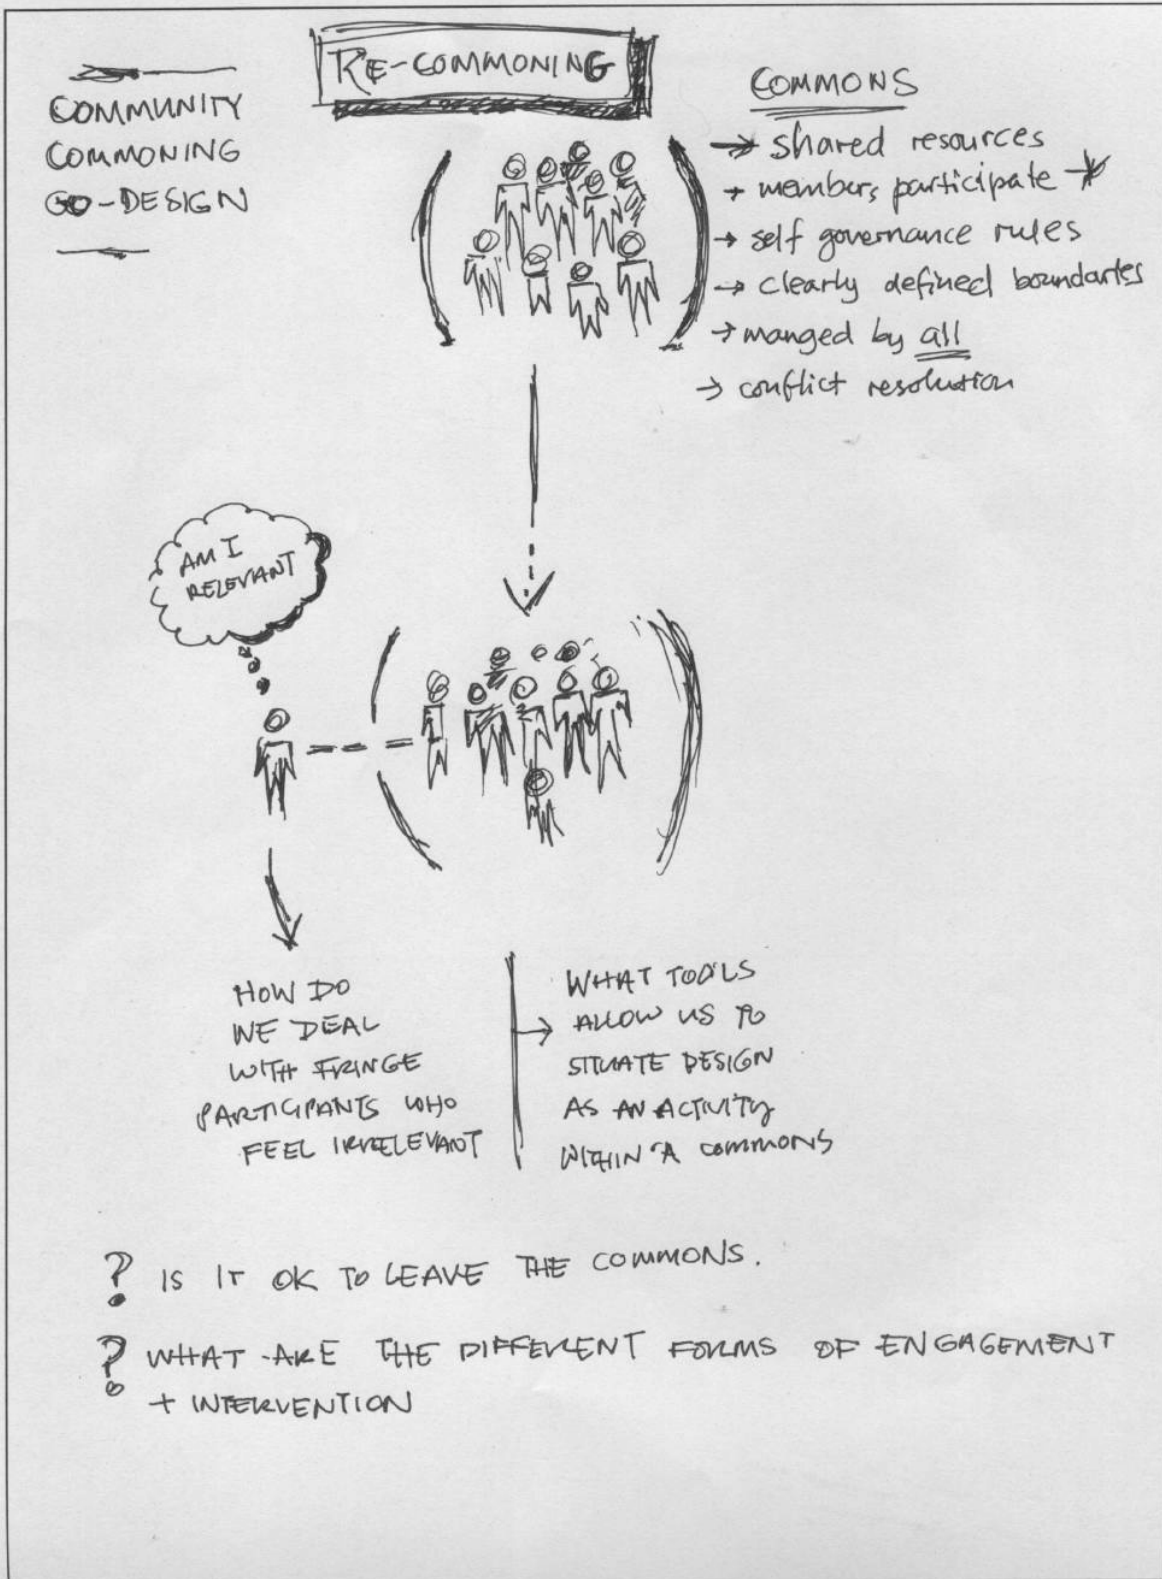 RE-COMMONING
COMMUNITY
COMMONING
CO-DESIGN
COMMONS
→ shared resources
→ members participate
→ self governance rules
→ clearly defined boundaries
→ manged by all
→ conflict resolution
AM I
RELEVANT
HOW DO
WE DEAL
WITH FRINGE
PARTICIPANTS WHO
FEEL IRRELEVANT
WHAT TOOLS
→ ALLOW US TO
SITUATE DESIGN
AS AN ACTIVITY
WITHIN A COMMONS
? IS IT OK TO LEAVE THE COMMONS.
? WHAT ARE THE DIFFERENT FORMS OF ENGAGEMENT
+ INTERVENTION